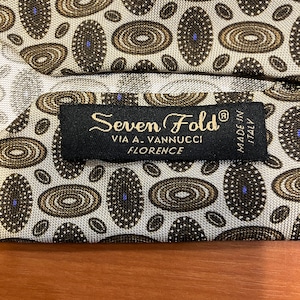 Seven Fold®
VIA A. VANNUCCI
FLORENCE
MADE IN
ITALY